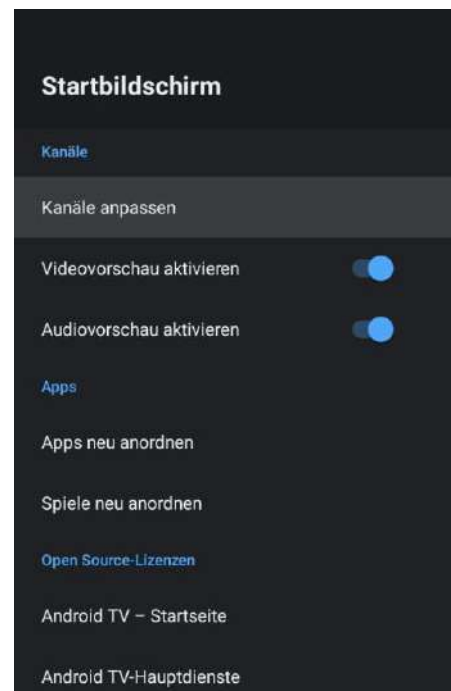 Startbildschirm
Kanäle
Kanäle anpassen
Videovorschau aktivieren
Audiovorschau aktivieren
Apps
Apps neu anordnen
Spiele neu anordnen
Open Source-Lizenzen
Android TV – Startseite
Android TV-Hauptdienste